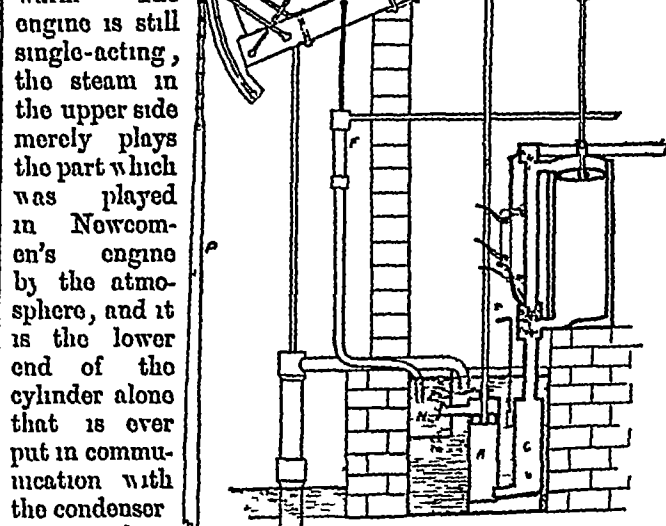 engine is still
single-acting,
the steam in
the upper side
merely plays
the part which
was played
in Newcom-
en's engine
by the atmo-
sphere, and it
is the lower
end of the
cylinder alone
that is ever
put in commu-
nication with
the condenser
P
F
H
A
C